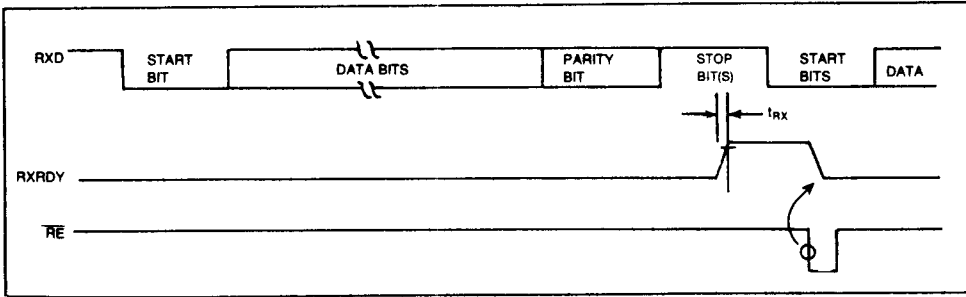 RXD
START
BIT
DATA BITS
PARITY
BIT
STOP
BIT(S)
START
BITS
DATA
tRX
RXRDY
RE